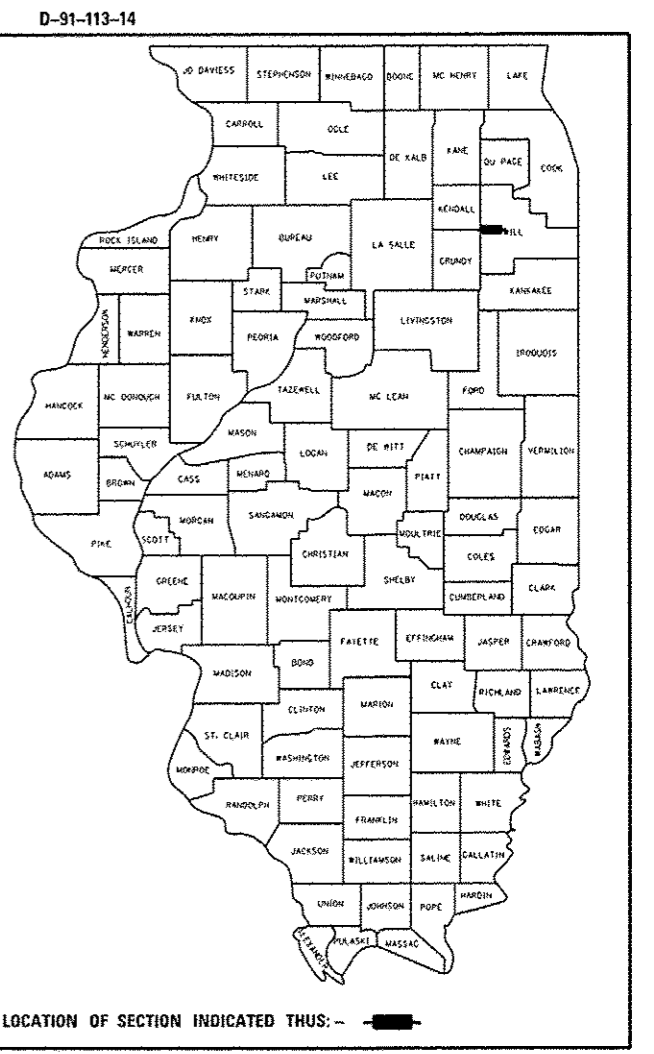 D-91-113-14
JO DAVIESS STEPHENSON WINNEBAGO BOONE MC HENRY LAKE
CARROLL OGLE
DE KALB KANE DU PAGE COOK
WHITESIDE LEE
KENDALL
ROCK ISLAND HENRY BUREAU LA SALLE GRUNDY
MERCER PUTNAM
STARK MARSHALL KANKAKEE
HENDERSON WARREN KNOX PEORIA WOODFORD LIVINGSTON IROQUOIS
HANCOCK MC DONOUGH FULTON TAZEWELL MC LEAN FORD
SCHUYLER MASON LOGAN DE WITT CHAMPAIGN VERMILION
ADAMS BROWN CASS MENARD MACON PIATT
PIKE SCOTT MORGAN SANGAMON CHRISTIAN MOULTRIE DOUGLAS EDGAR
COLES
CALHOUN GREENE MACOUPIN MONTGOMERY SHELBY CUMBERLAND CLARK
JERSEY FAYETTE EFFINGHAM JASPER CRAWFORD
MADISON BOND CLAY RICHLAND LAWRENCE
CLINTON MARION
ST. CLAIR WASHINGTON JEFFERSON WAYNE EDWARDS WABASH
MONROE
RANDOLPH PERRY FRANKLIN HAMILTON WHITE
JACKSON WILLIAMSON SALINE GALLATIN
UNION JOHNSON POPE HARDIN
ALEXANDER PULASKI MASSAC
LOCATION OF SECTION INDICATED THUS: -